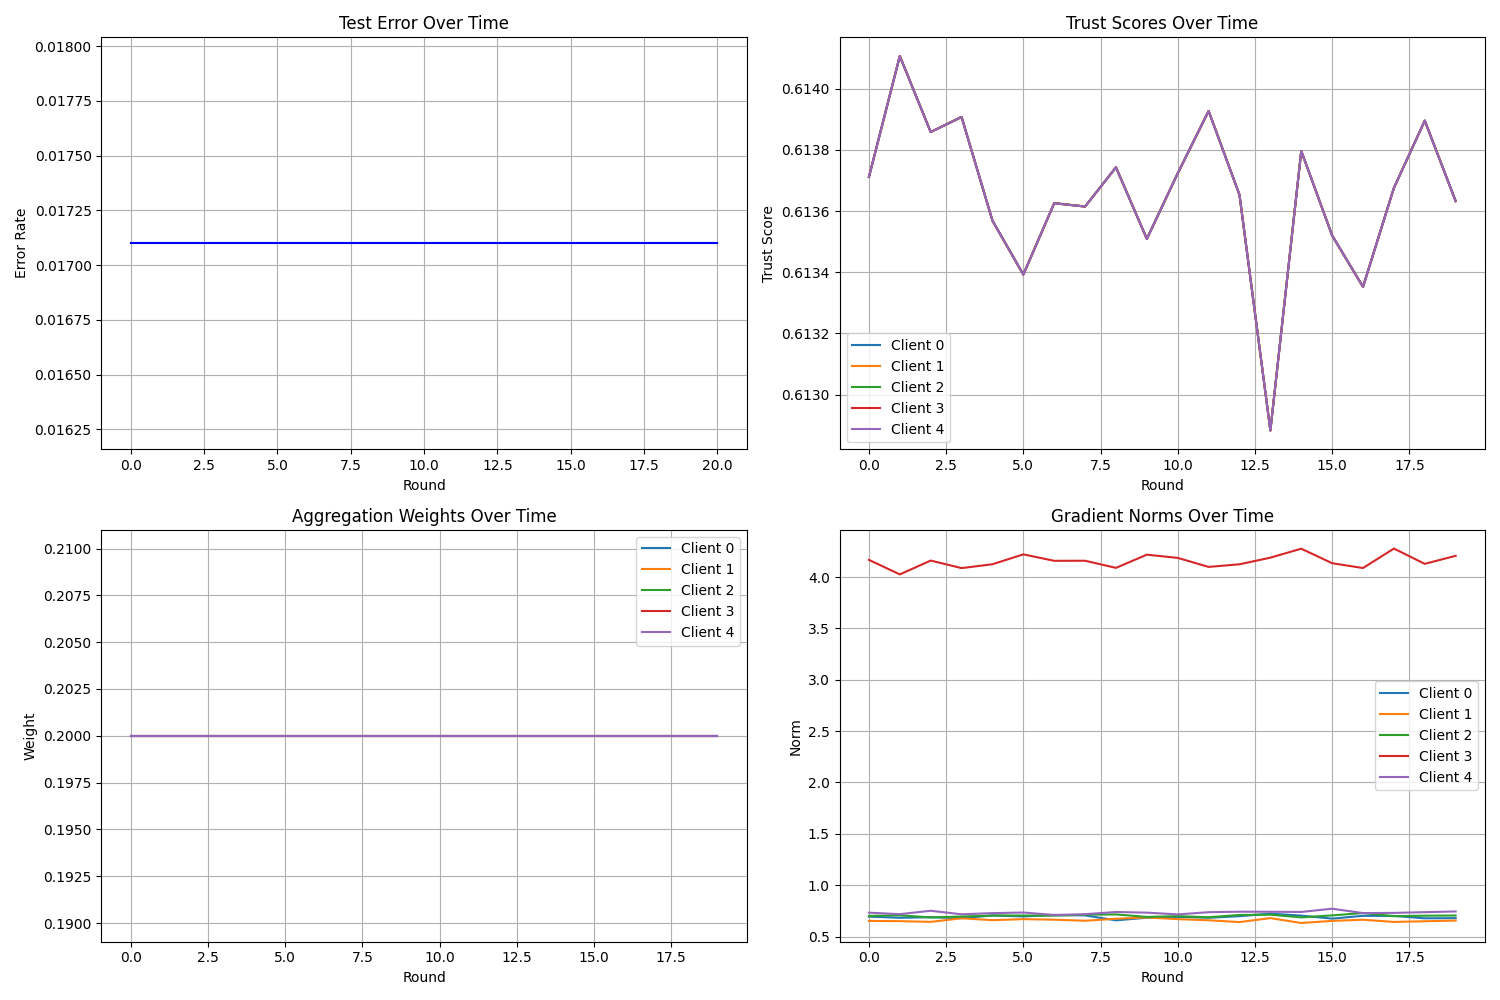 Test Error Over Time
0.01800
0.01775
0.01750
0.01725
0.01700
0.01675
0.01650
0.01625
Error Rate
0.0 2.5 5.0 7.5 10.0 12.5 15.0 17.5 20.0
Round
Trust Scores Over Time
0.6140
0.6138
0.6136
0.6134
0.6132
0.6130
Trust Score
Client 0
Client 1
Client 2
Client 3
Client 4
0.0 2.5 5.0 7.5 10.0 12.5 15.0 17.5
Round
Aggregation Weights Over Time
0.2100
0.2075
0.2050
0.2025
0.2000
0.1975
0.1950
0.1925
0.1900
Weight
Client 0
Client 1
Client 2
Client 3
Client 4
0.0 2.5 5.0 7.5 10.0 12.5 15.0 17.5
Round
Gradient Norms Over Time
4.0
3.5
3.0
2.5
2.0
1.5
1.0
0.5
Norm
Client 0
Client 1
Client 2
Client 3
Client 4
0.0 2.5 5.0 7.5 10.0 12.5 15.0 17.5
Round